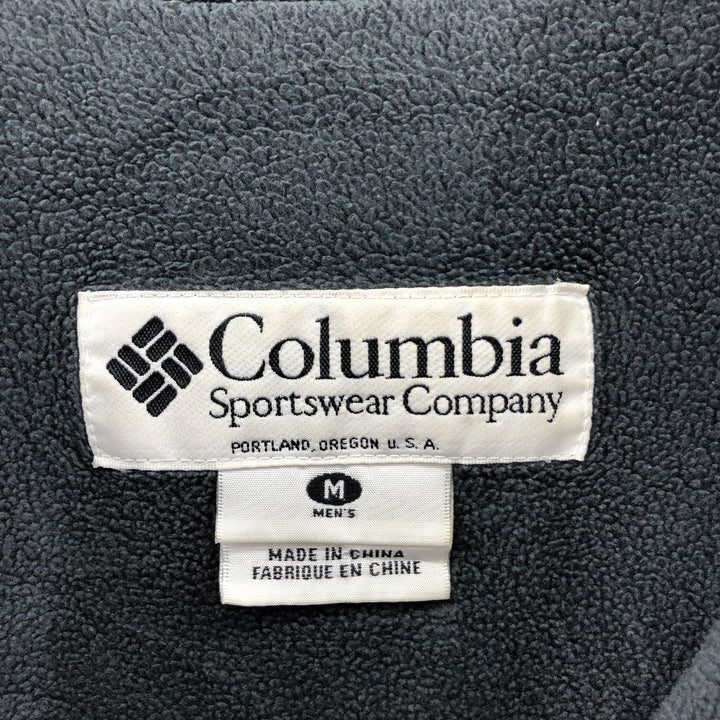 Columbia
Sportswear Company
PORTLAND, OREGON U. S. A.
M
MEN'S
MADE IN CHINA
FABRIQUE EN CHINE